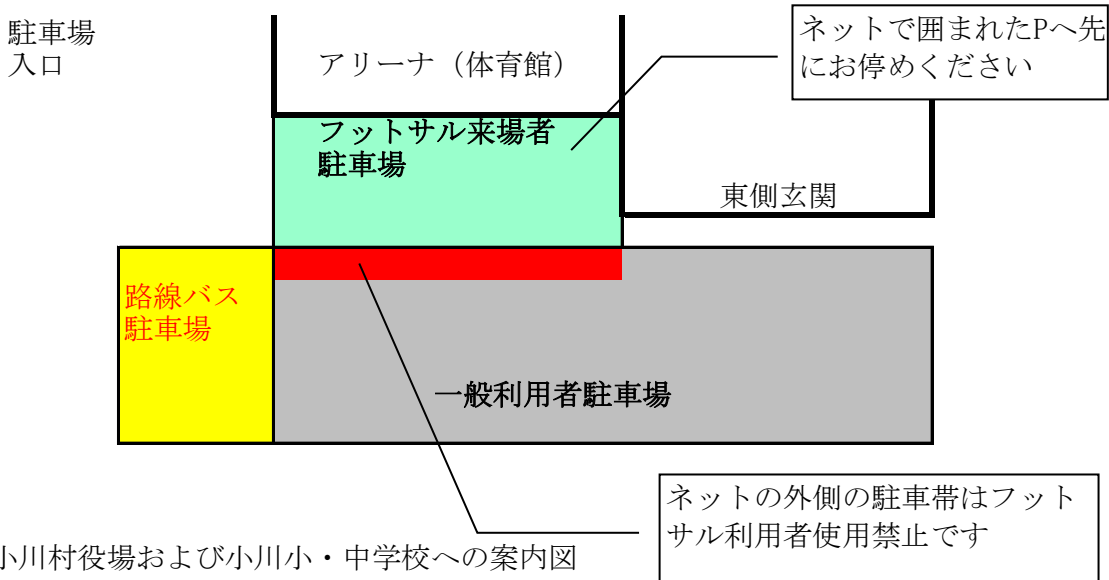 駐車場
入口
アリーナ（体育館）
ネットで囲まれたPへ先
にお停めください
フットサル来場者
駐車場
東側玄関
路線バス
駐車場
一般利用者駐車場
ネットの外側の駐車帯はフット
サル利用者使用禁止です
小川村役場および小川小・中学校への案内図